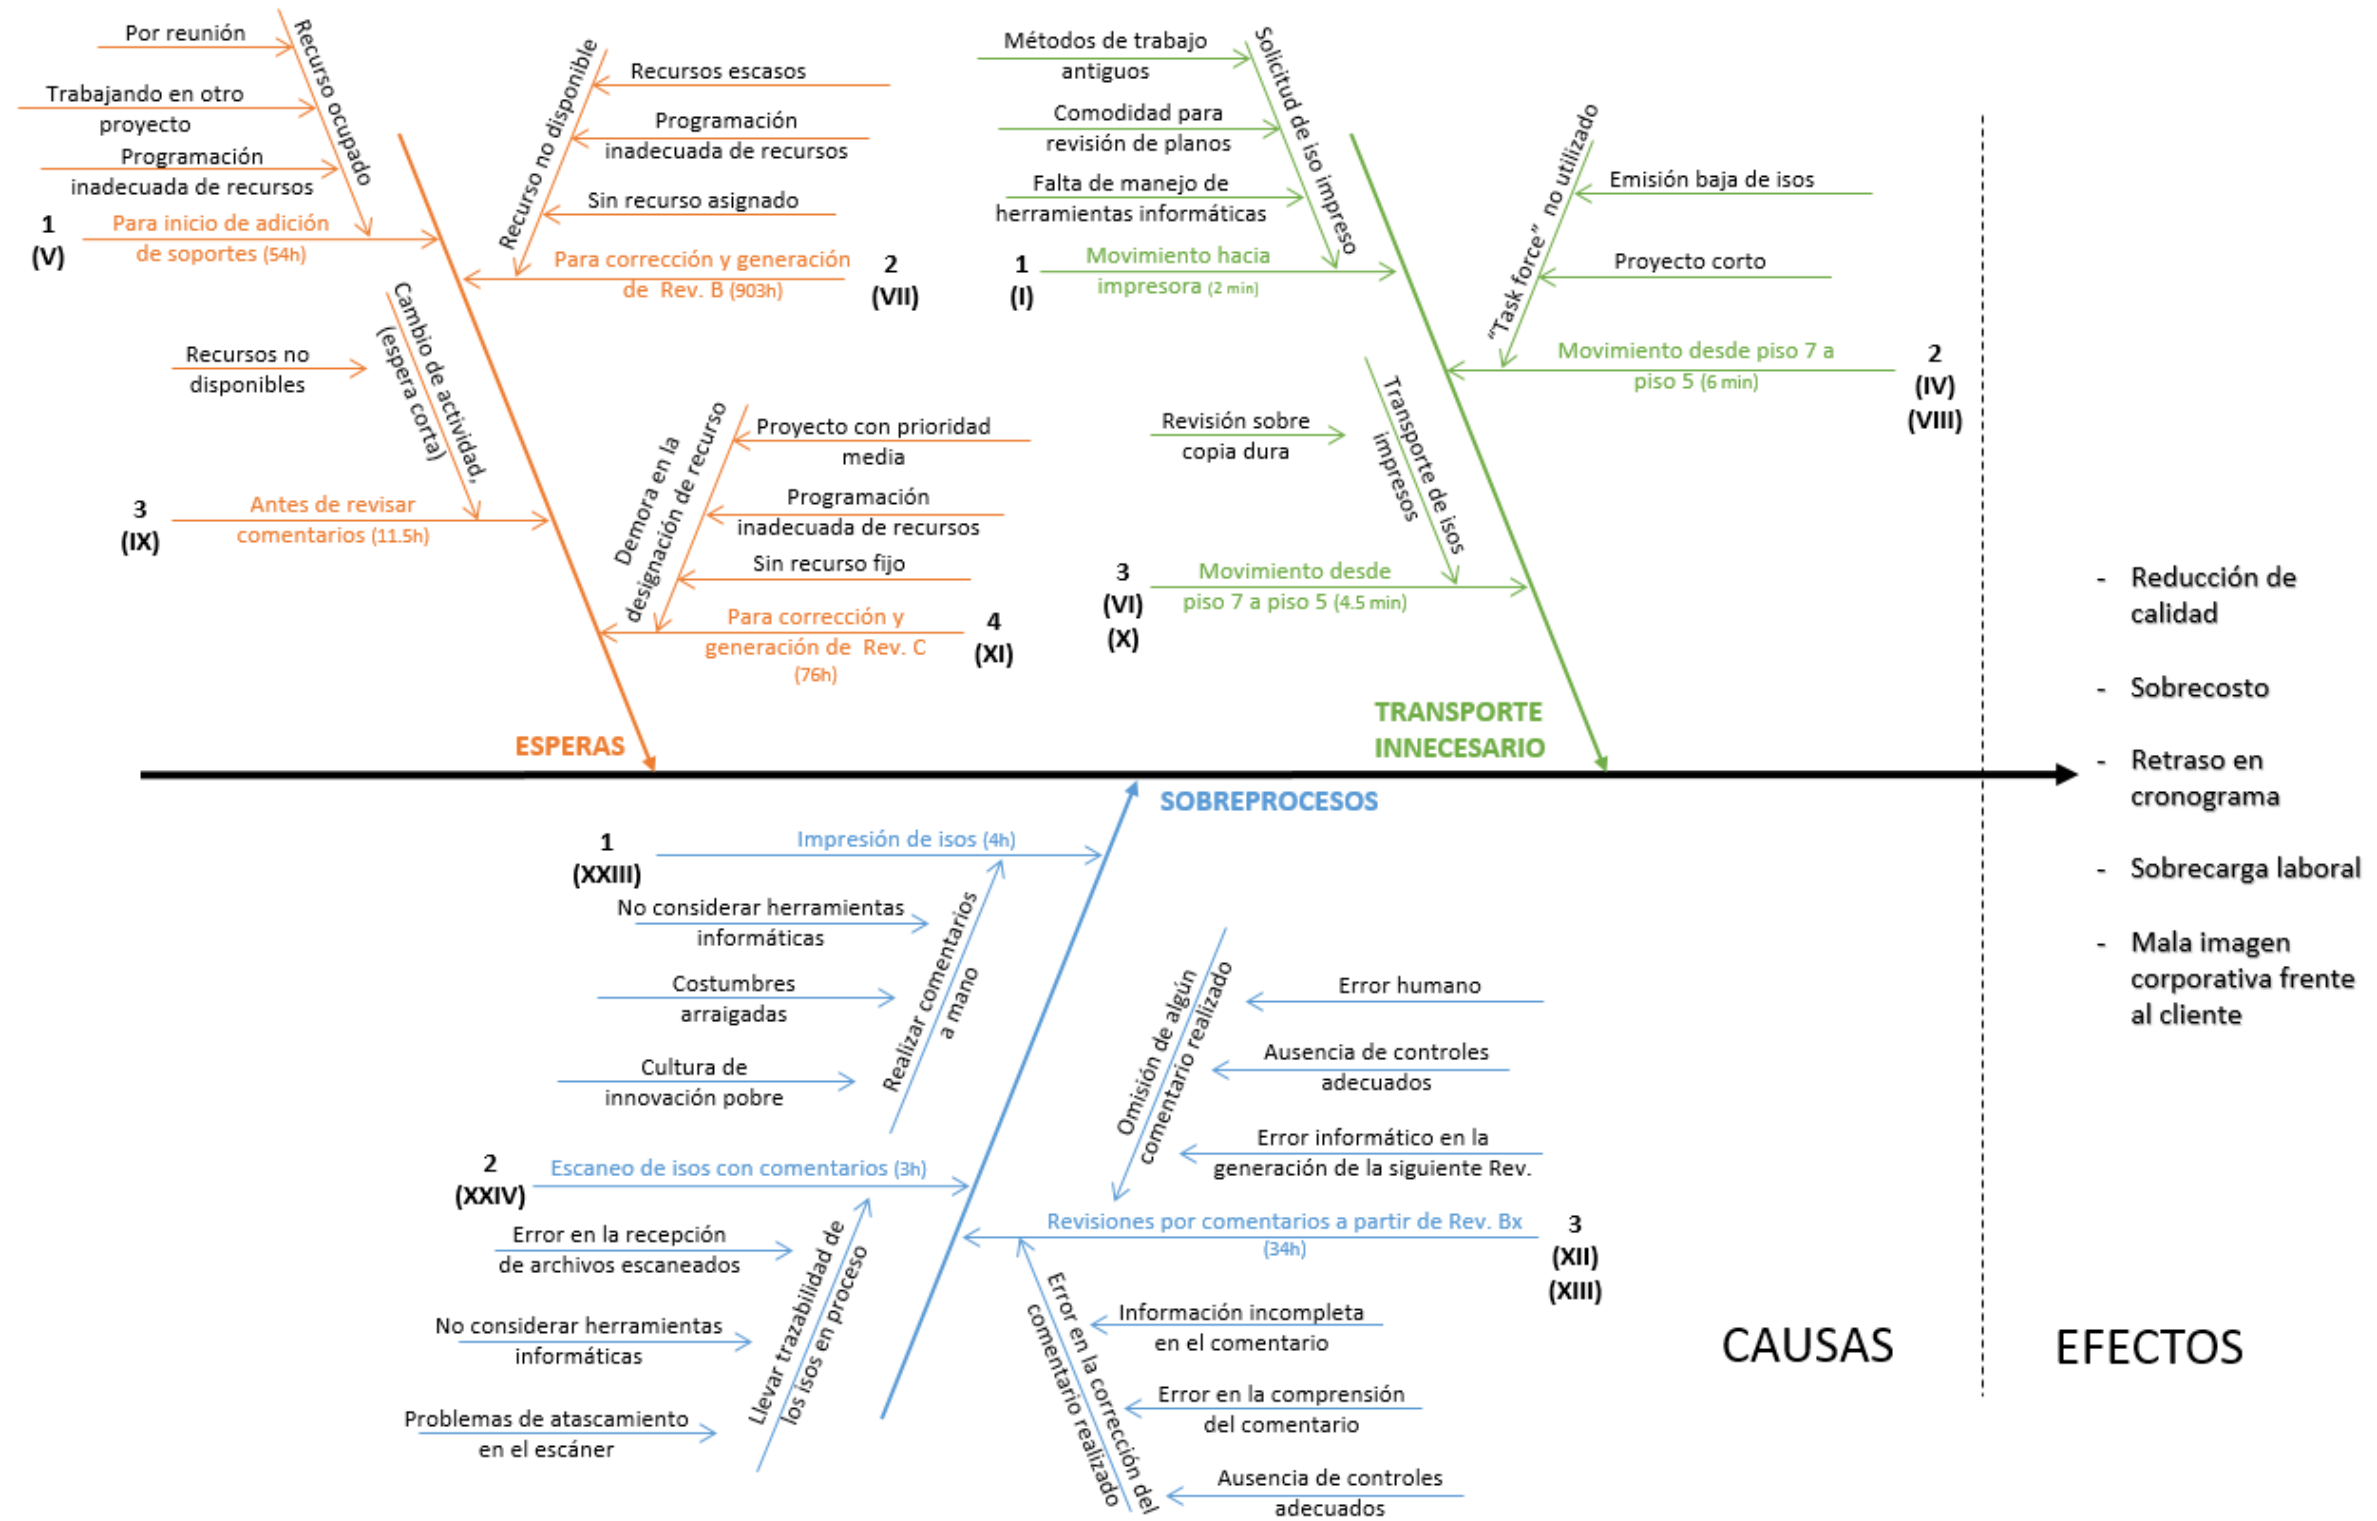 Por reunión
Trabajando en otro
proyecto
Programación
inadecuada de recursos
Recurso ocupado
1
(V)
Para inicio de adición
de soportes (54h)
Recurso no disponible
Recursos escasos
Programación
inadecuada de recursos
Sin recurso asignado
Para corrección y generación
de Rev. B (903h)
2
(VII)
Recursos no
disponibles
Cambio de actividad,
(espera corta)
3
(IX)
Antes de revisar
comentarios (11.5h)
Demora en la
designación de recurso
Proyecto con prioridad
media
Programación
inadecuada de recursos
Sin recurso fijo
Para corrección y
generación de Rev. C
(76h)
4
(XI)
ESPERAS
Métodos de trabajo
antiguos
Comodidad para
revisión de planos
Falta de manejo de
herramientas informáticas
Solicitud de iso impreso
1
(I)
Movimiento hacia
impresora (2 min)
"Task force" no utilizado
Emisión baja de isos
Proyecto corto
Movimiento desde piso 7 a
piso 5 (6 min)
2
(IV)
(VIII)
Revisión sobre
copia dura
Transporte de isos
impresos
3
(VI)
(X)
Movimiento desde
piso 7 a piso 5 (4.5 min)
TRANSPORTE
INNECESARIO
SOBREPROCESOS
1
(XXIII)
Impresión de isos (4h)
No considerar herramientas
informáticas
Costumbres
arraigadas
Cultura de
innovación pobre
Realizar comentarios
a mano
2
(XXIV)
Escaneo de isos con comentarios (3h)
Error en la recepción
de archivos escaneados
No considerar herramientas
informáticas
Problemas de atascamiento
en el escáner
Llevar trazabilidad de
los isos en proceso
Omisión de algún
comentario realizado
Error humano
Ausencia de controles
adecuados
Error informático en la
generación de la siguiente Rev.
Revisiones por comentarios a partir de Rev. Bx
(34h)
3
(XII)
(XIII)
Error en la corrección del
comentario realizado
Información incompleta
en el comentario
Error en la comprensión
del comentario
Ausencia de controles
adecuados
CAUSAS
EFECTOS
- Reducción de
calidad
- Sobrecosto
- Retraso en
cronograma
- Sobrecarga laboral
- Mala imagen
corporativa frente
al cliente